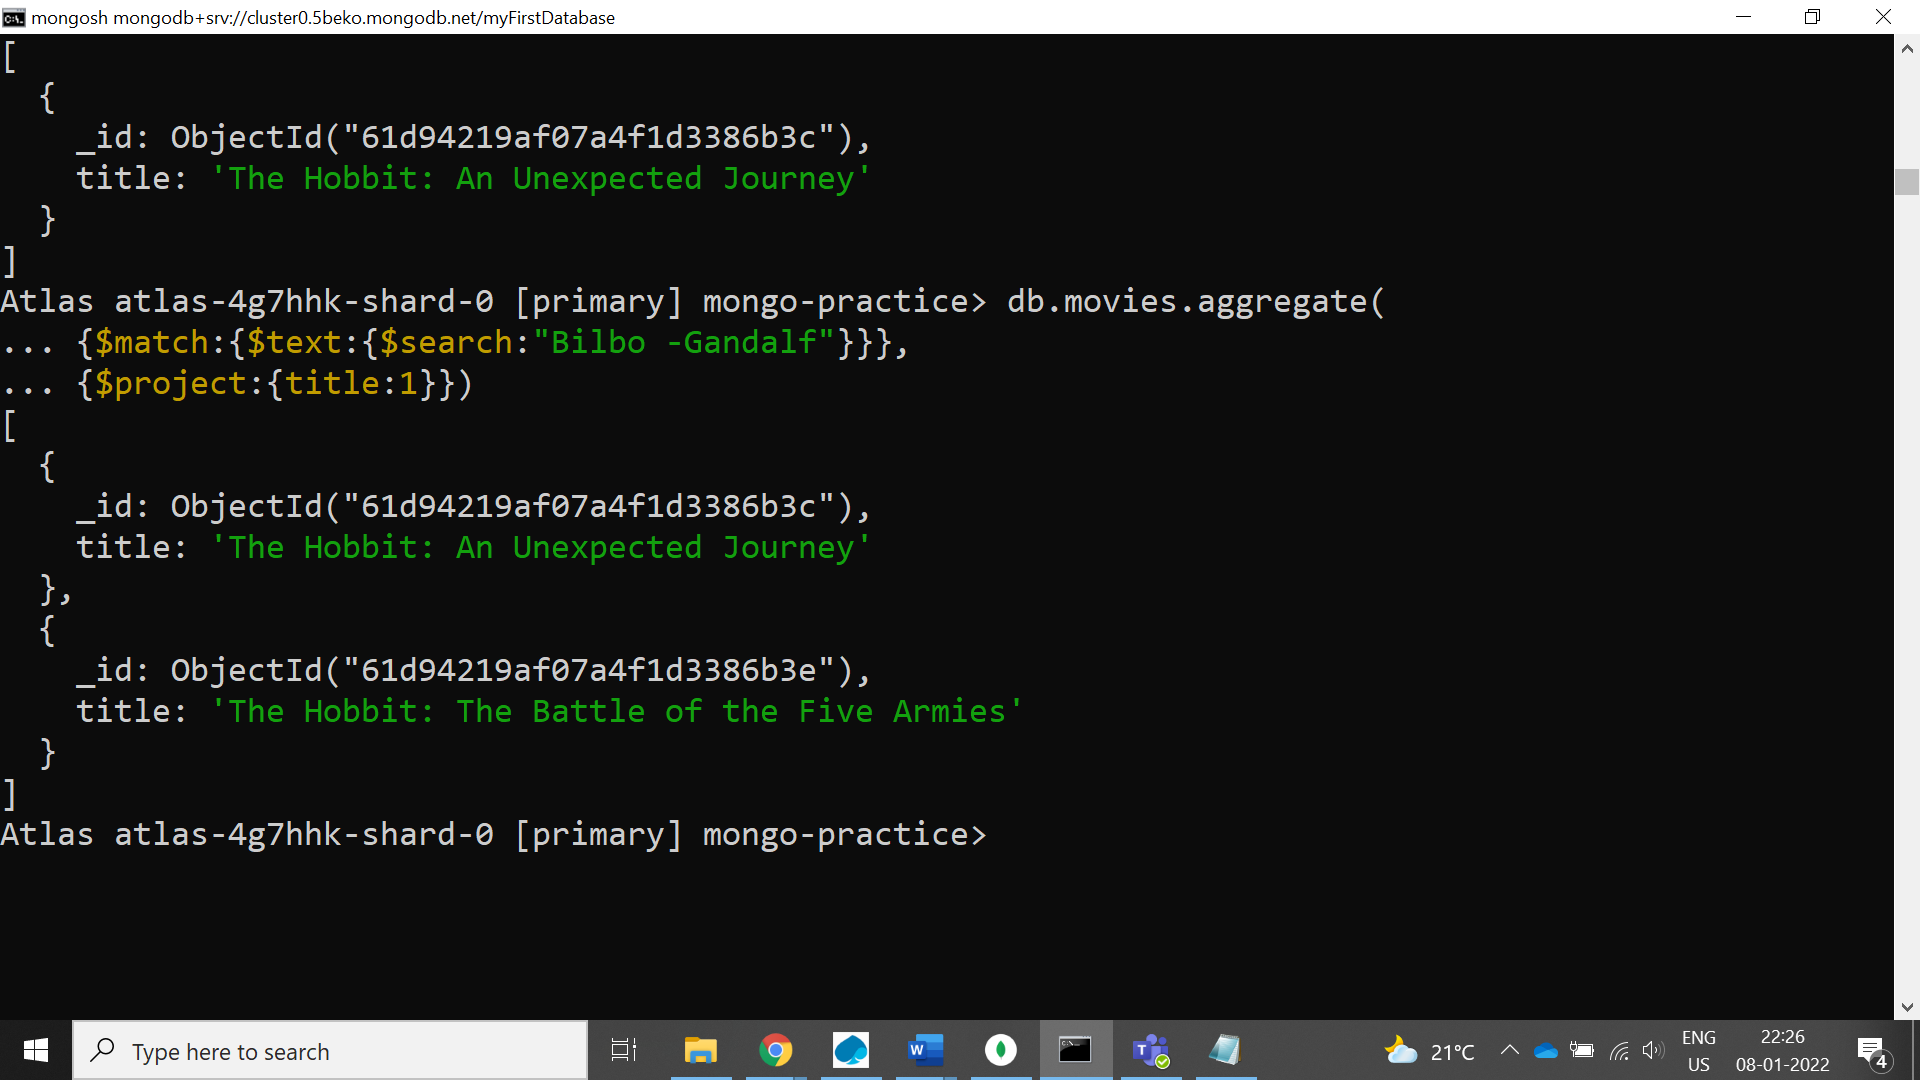 mongosh mongodb+srv://cluster0.5beko.mongodb.net/myFirstDatabase
[
  {
    _id: ObjectId("61d94219af07a4f1d3386b3c"),
    title: 'The Hobbit: An Unexpected Journey'
  }
]
Atlas atlas-4g7hhk-shard-0 [primary] mongo-practice> db.movies.aggregate(
... {$match:{$text:{$search:"Bilbo -Gandalf"}}},
... {$project:{title:1}})
[
  {
    _id: ObjectId("61d94219af07a4f1d3386b3c"),
    title: 'The Hobbit: An Unexpected Journey'
  },
  {
    _id: ObjectId("61d94219af07a4f1d3386b3e"),
    title: 'The Hobbit: The Battle of the Five Armies'
  }
]
Atlas atlas-4g7hhk-shard-0 [primary] mongo-practice>
Type here to search
21°C
ENG
US
22:26
08-01-2022
4